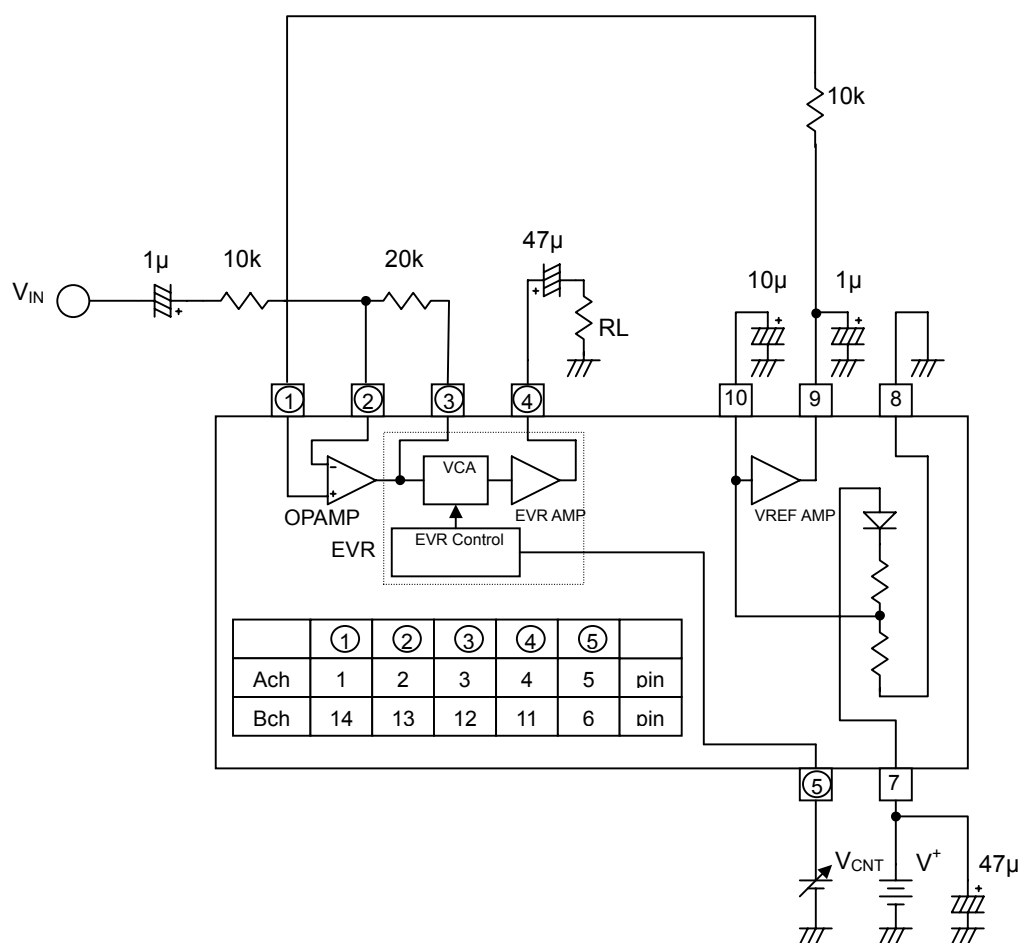 10k
47µ
1µ 10k 20k
10µ 1µ
VIN
RL
1 2 3 4 10 9 8
VCA
- +
OPAMP EVR AMP VREF AMP
EVR EVR Control
① ② ③ ④ ⑤
Ach 1 2 3 4 5 pin
Bch 14 13 12 11 6 pin
⑤ 7
VCNT V+ 47µ